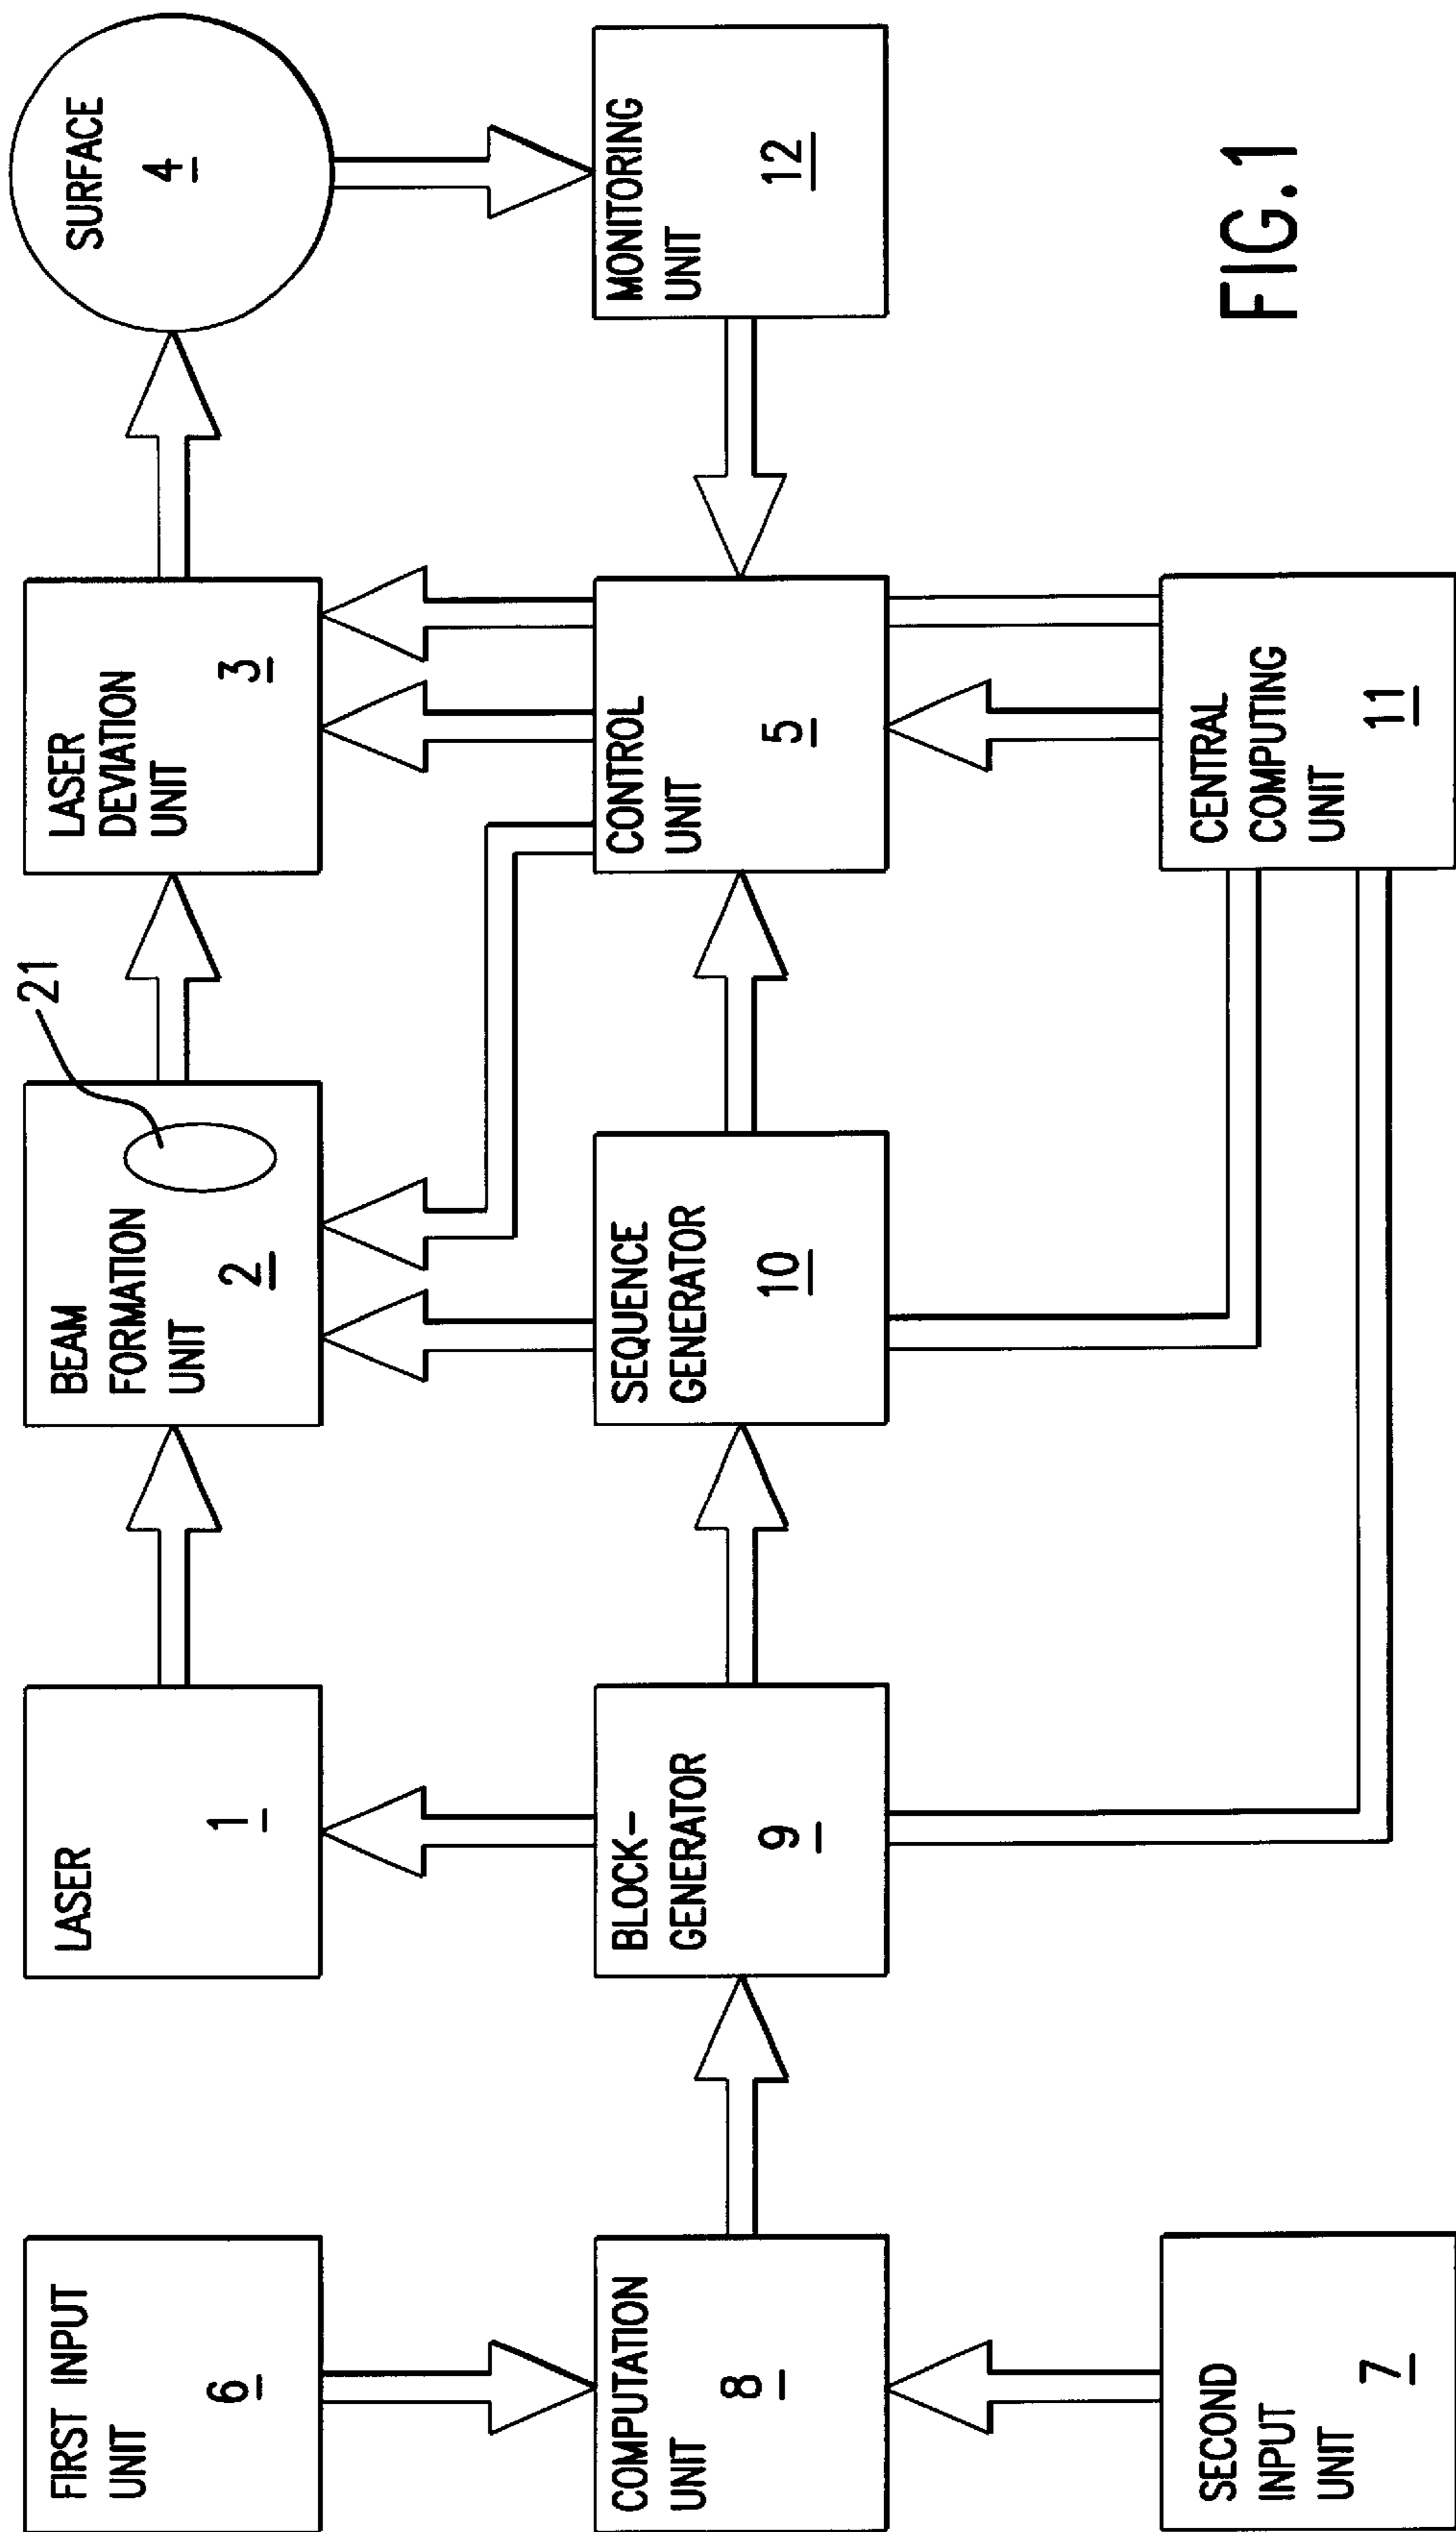 FIRST INPUT
UNIT
6
LASER
1
BEAM
FORMATION
UNIT
2
21
LASER
DEVIATION
UNIT
3
SURFACE
4
COMPUTATION
UNIT
8
BLOCK-
GENERATOR
9
SEQUENCE
GENERATOR
10
CONTROL
UNIT
5
MONITORING
UNIT
12
SECOND
INPUT
UNIT
7
CENTRAL
COMPUTING
UNIT
11
FIG.1